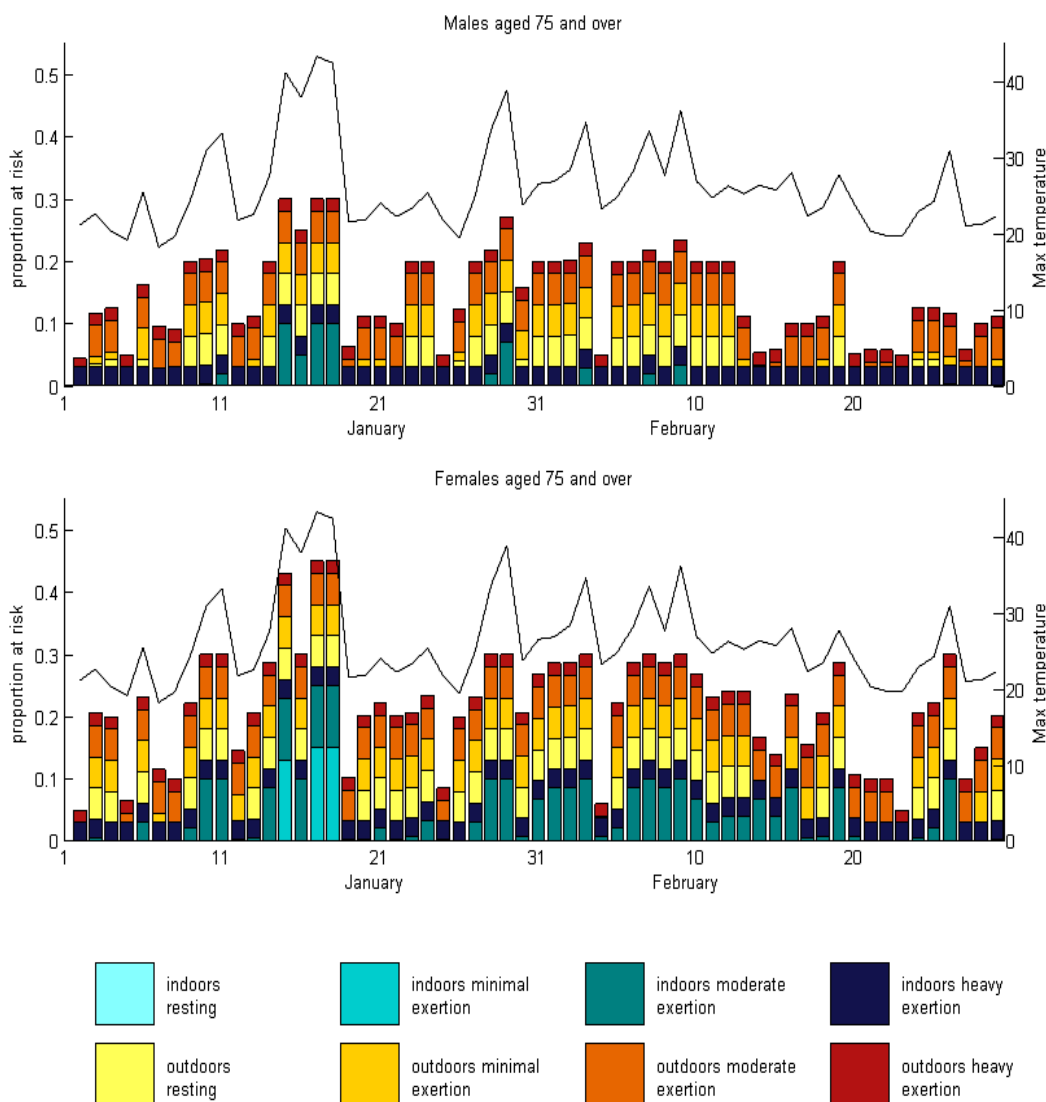 Males aged 75 and over
0.5
0.4
0.3
0.2
0.1
0
proportion at risk
40
30
20
10
0
Max temperature
1 11 21 31 10 20
January February
Females aged 75 and over
0.5
0.4
0.3
0.2
0.1
0
proportion at risk
40
30
20
10
0
Max temperature
1 11 21 31 10 20
January February
indoors
resting
indoors minimal
exertion
indoors moderate
exertion
indoors heavy
exertion
outdoors
resting
outdoors minimal
exertion
outdoors moderate
exertion
outdoors heavy
exertion